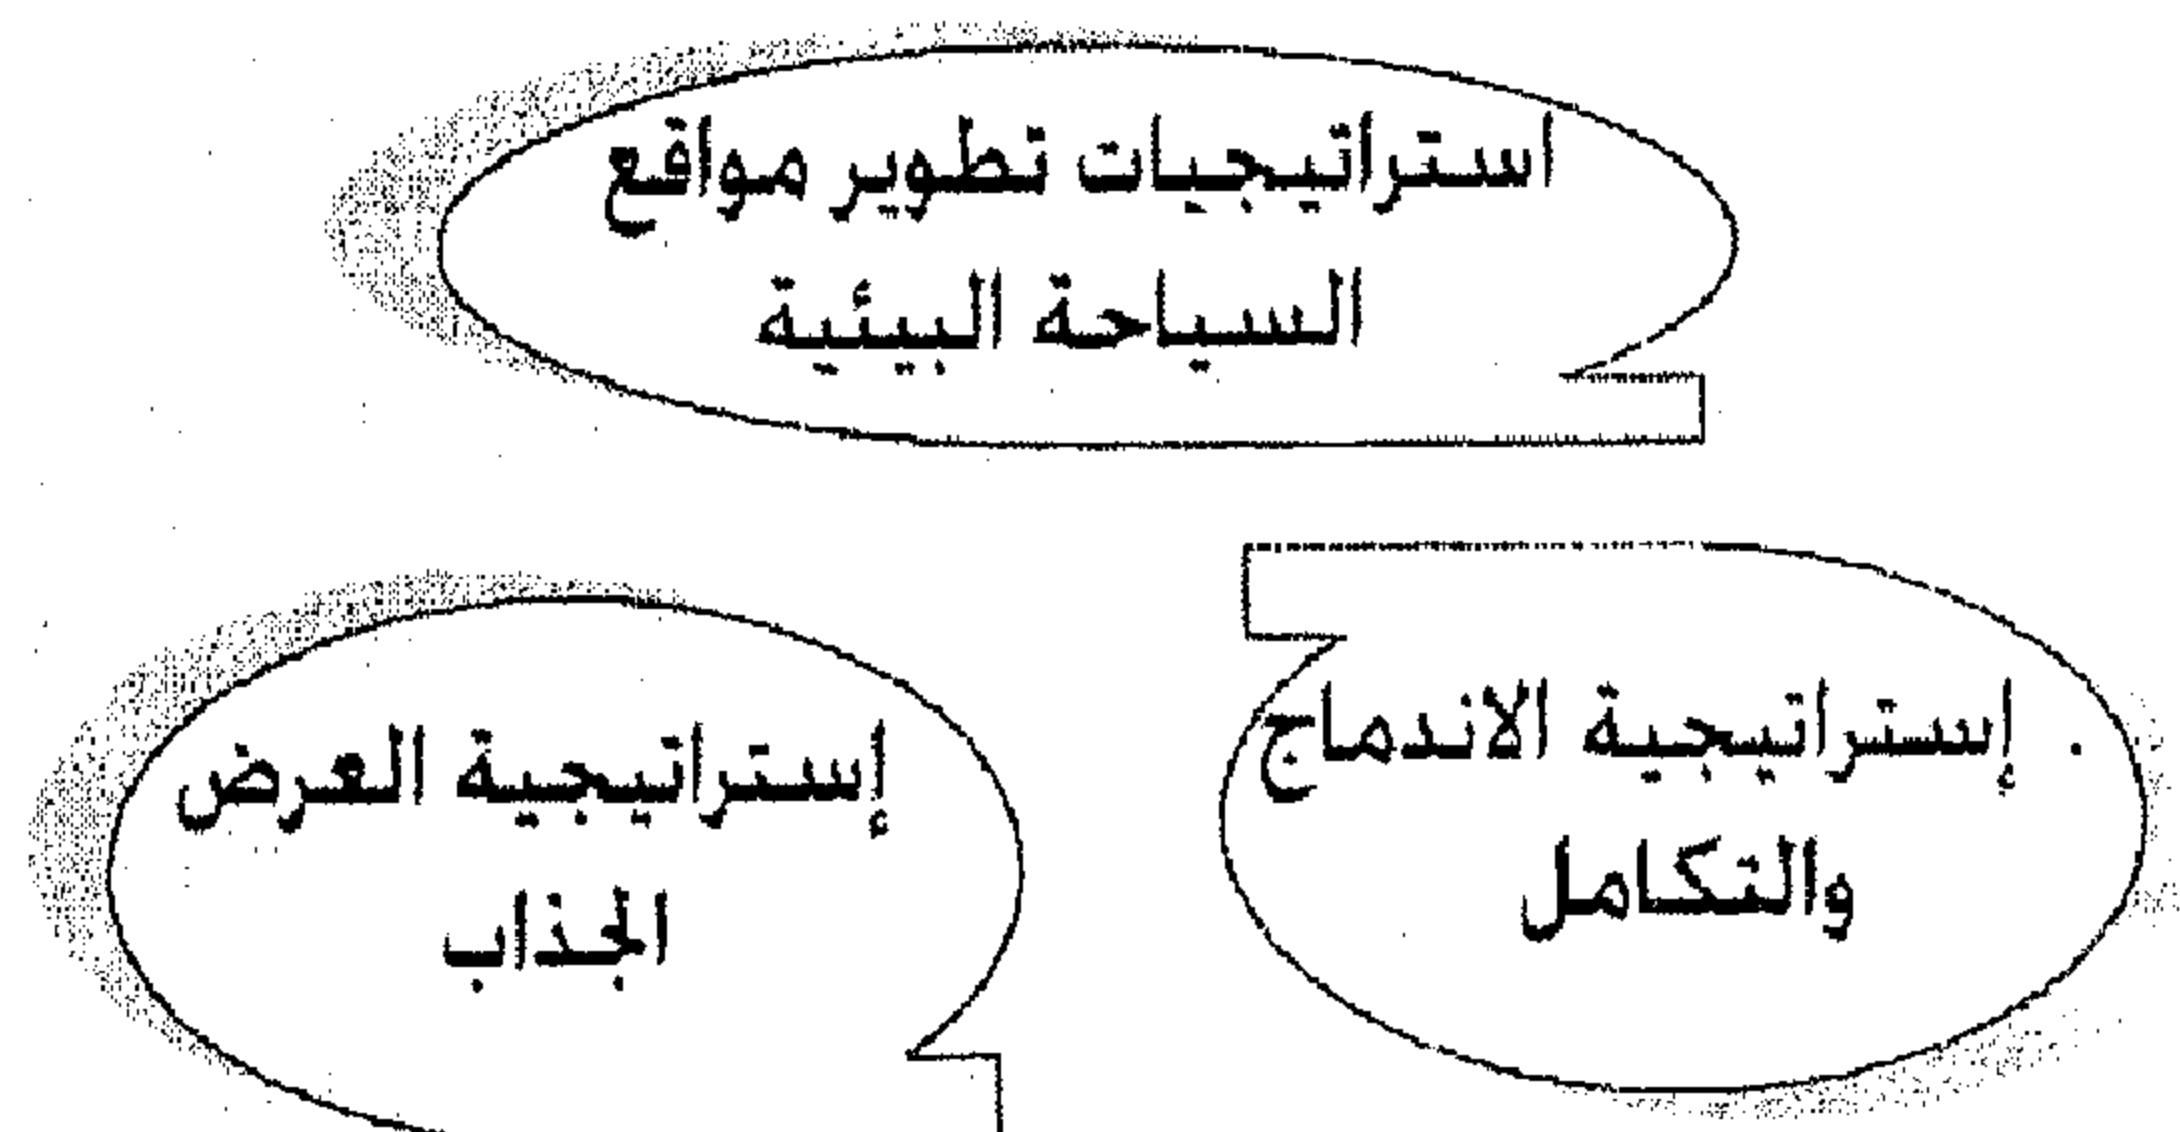 استراتيجيات تطوير مواقع
السياحة البيئية
. إستراتيجية الاندماج
والتكامل
إستراتيجية العرض
الجذاب